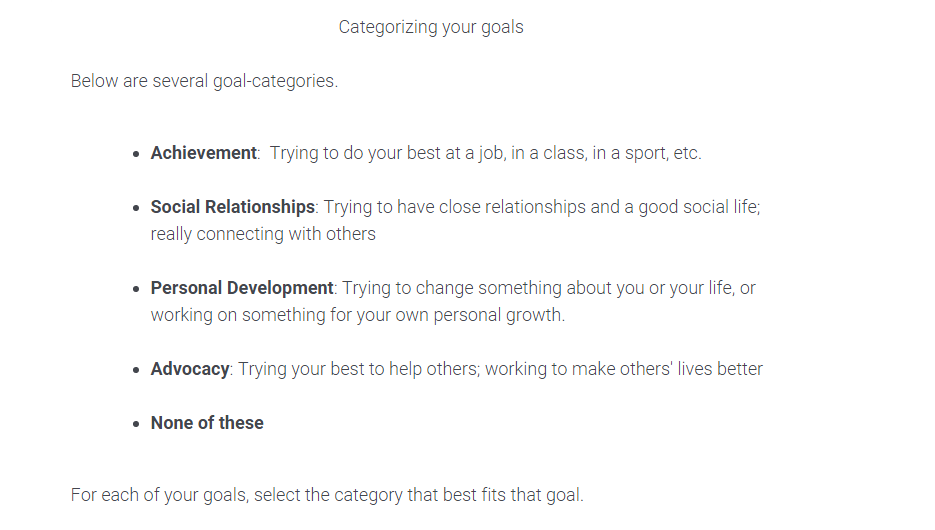 Categorizing your goals
Below are several goal-categories.
• Achievement:  Trying to do your best at a job, in a class, in a sport, etc.
• Social Relationships: Trying to have close relationships and a good social life;
really connecting with others
• Personal Development: Trying to change something about you or your life, or
working on something for your own personal growth.
• Advocacy: Trying your best to help others; working to make others' lives better
• None of these
For each of your goals, select the category that best fits that goal.